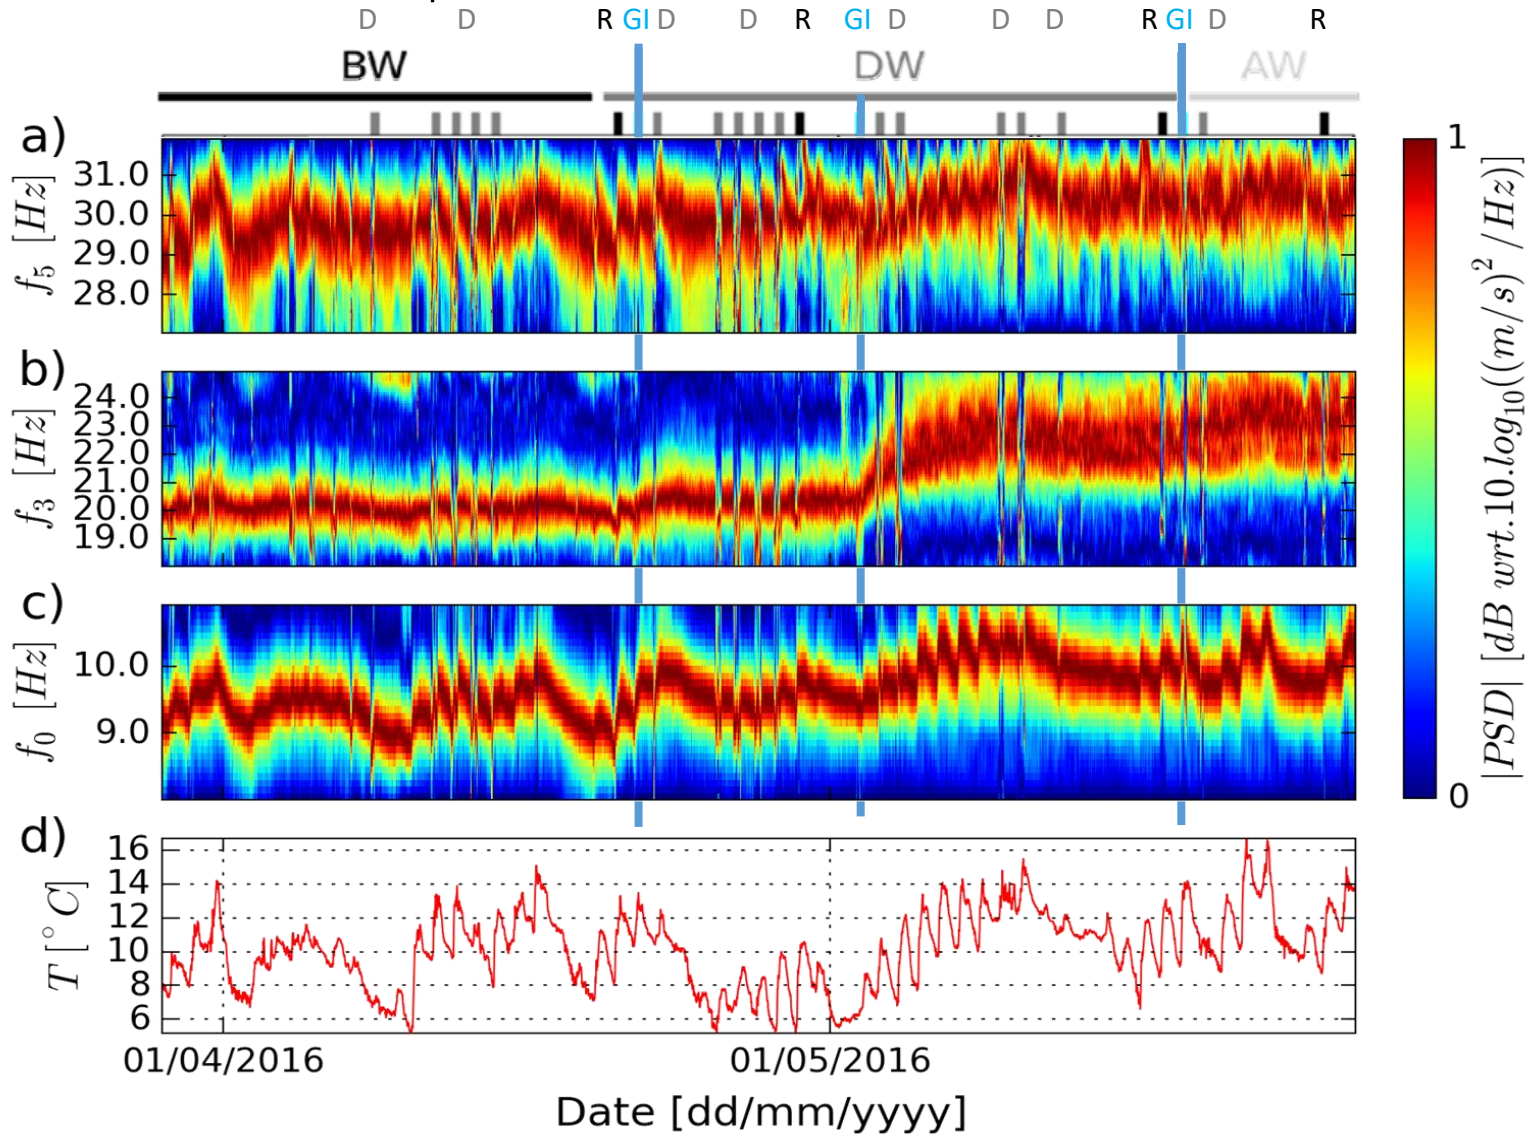 D D R GI D D R GI D D D R GI D R
BW DW AW
a)
31.0
30.0
29.0
28.0
f5 [Hz]
b)
24.0
23.0
22.0
21.0
20.0
19.0
f3 [Hz]
c)
10.0
9.0
f0 [Hz]
d)
16
14
12
10
8
6
T [°C]
01/04/2016 01/05/2016
Date [dd/mm/yyyy]
1
0
|PSD| [dB wrt.10.log10((m/s)² /Hz)]